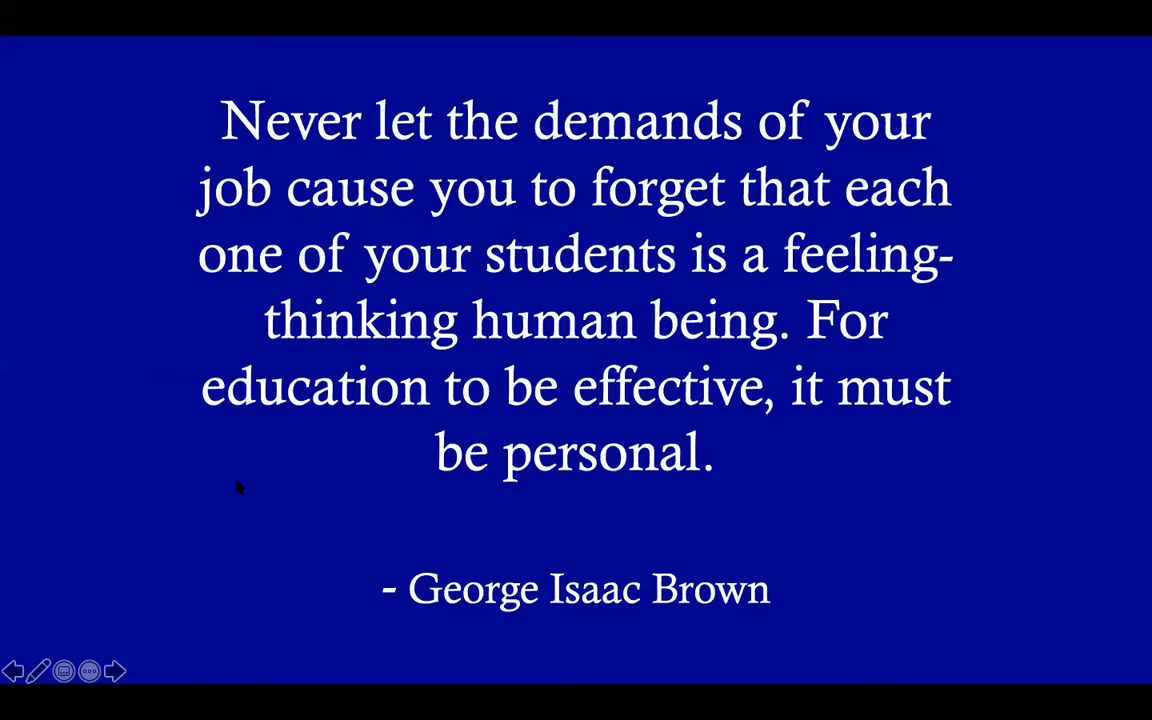 Never let the demands of your
job cause you to forget that each
one of your students is a feeling-
thinking human being. For
education to be effective, it must
be personal.
- George Isaac Brown